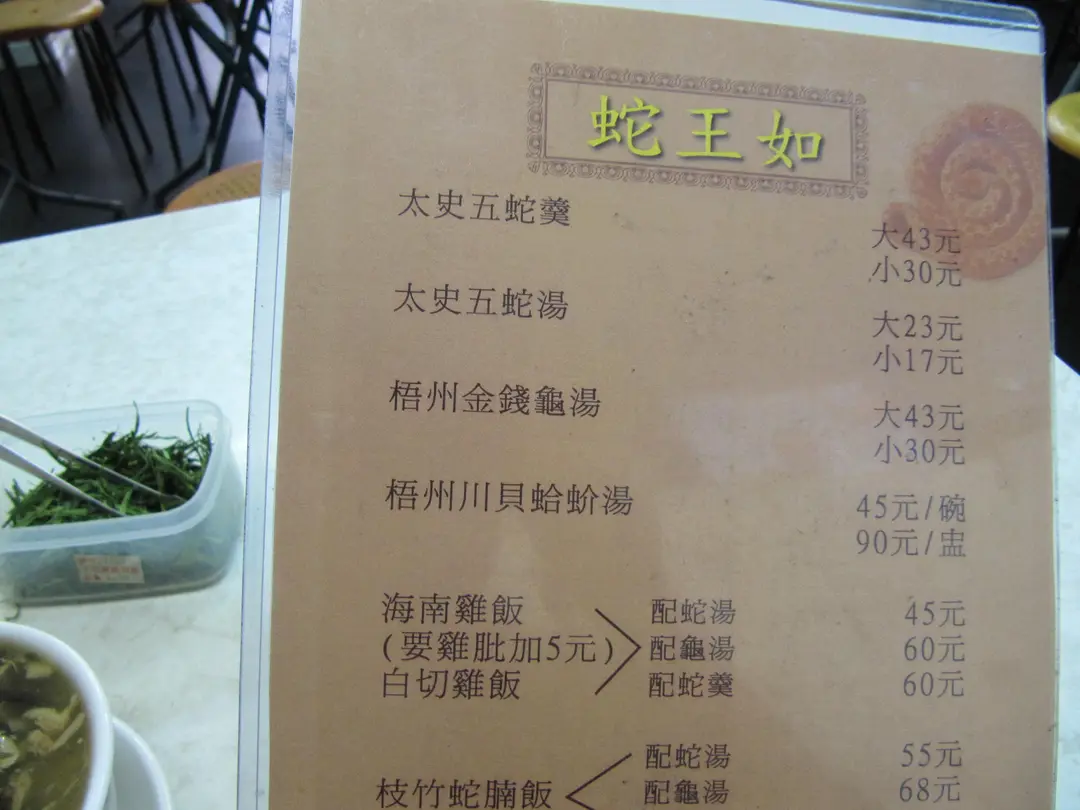 蛇王如
太史五蛇羹
大43元
小30元
太史五蛇湯
大23元
小17元
梧州金錢龜湯
大43元
小30元
梧州川貝蛤蚧湯
45元/碗
90元/盅
海南雞飯 配蛇湯 45元
(要雞肶加5元) 配龜湯 60元
白切雞飯 配蛇羹 60元
配蛇湯 55元
枝竹蛇腩飯 配龜湯 68元